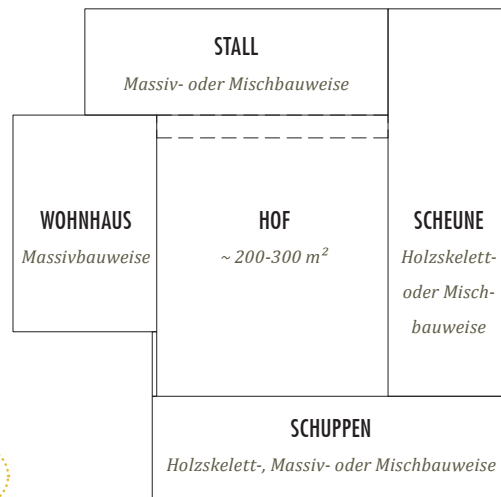 STALL
Massiv- oder Mischbauweise
WOHNHAUS
Massivbauweise
HOF
~ 200-300 m²
SCHEUNE
Holzskelett-
oder Misch-
bauweise
SCHUPPEN
Holzskelett-, Massiv- oder Mischbauweise